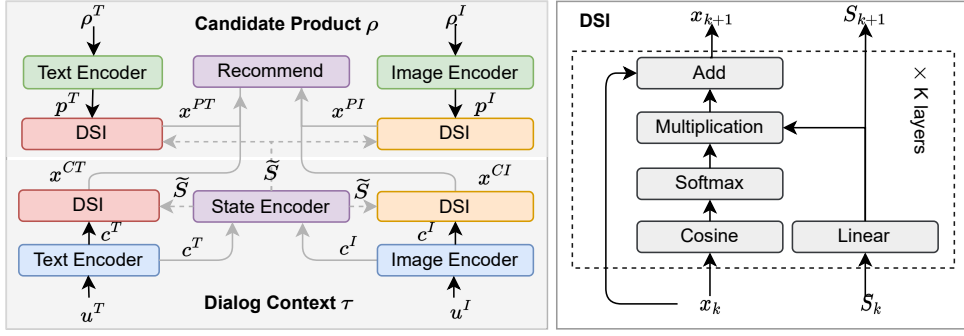 Candidate Product ρ
ρ^T
ρ^I
Text Encoder
Recommend
Image Encoder
p^T
x^{PT}
x^{PI}
p^I
DSI
DSI
x^{CT}
S̃
x^{CI}
S̃
S̃
DSI
State Encoder
DSI
c^T
c^T
c^I
c^I
Text Encoder
Image Encoder
Dialog Context τ
u^T
u^I
DSI
x_{k+1}
S_{k+1}
Add
× K layers
Multiplication
Softmax
Cosine
Linear
x_k
S_k